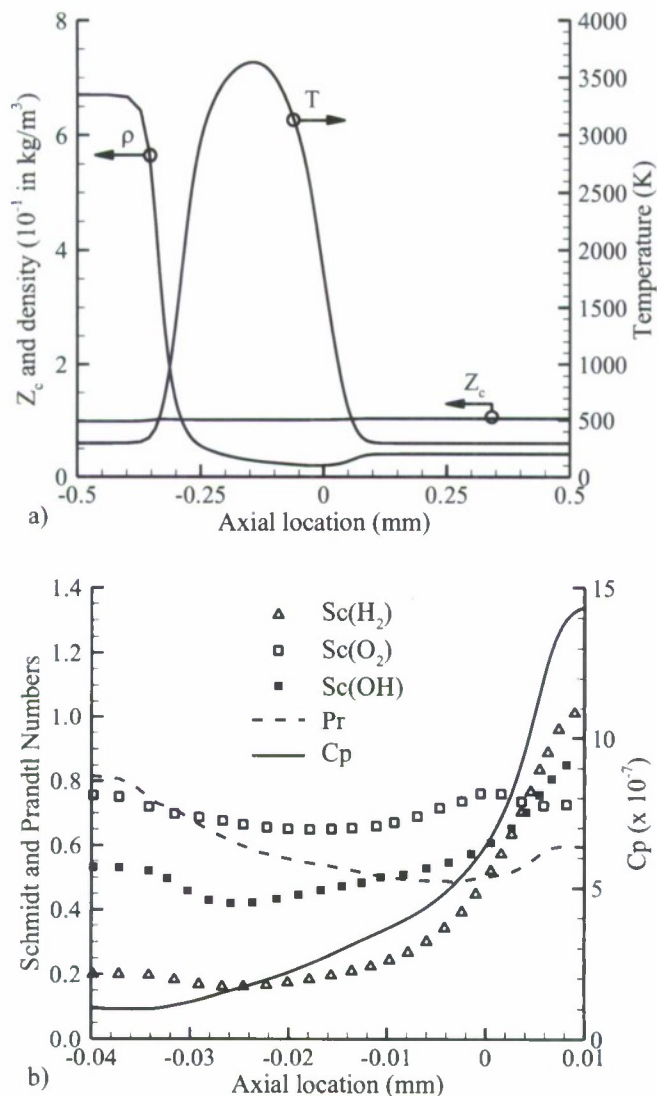 8
6
4
2
0
Z_c and density (10^-1 in kg/m^3)
ρ
T
Z_c
4000
3500
3000
2500
2000
1500
1000
500
0
Temperature (K)
-0.5
-0.25
0
0.25
0.5
a)
Axial location (mm)
1.4
1.2
1.0
0.8
0.6
0.4
0.2
0.0
Schmidt and Prandtl Numbers
Sc(H_2)
Sc(O_2)
Sc(OH)
Pr
Cp
15
10
5
0
Cp (x 10^-7)
-0.04
-0.03
-0.02
-0.01
0
0.01
b)
Axial location (mm)